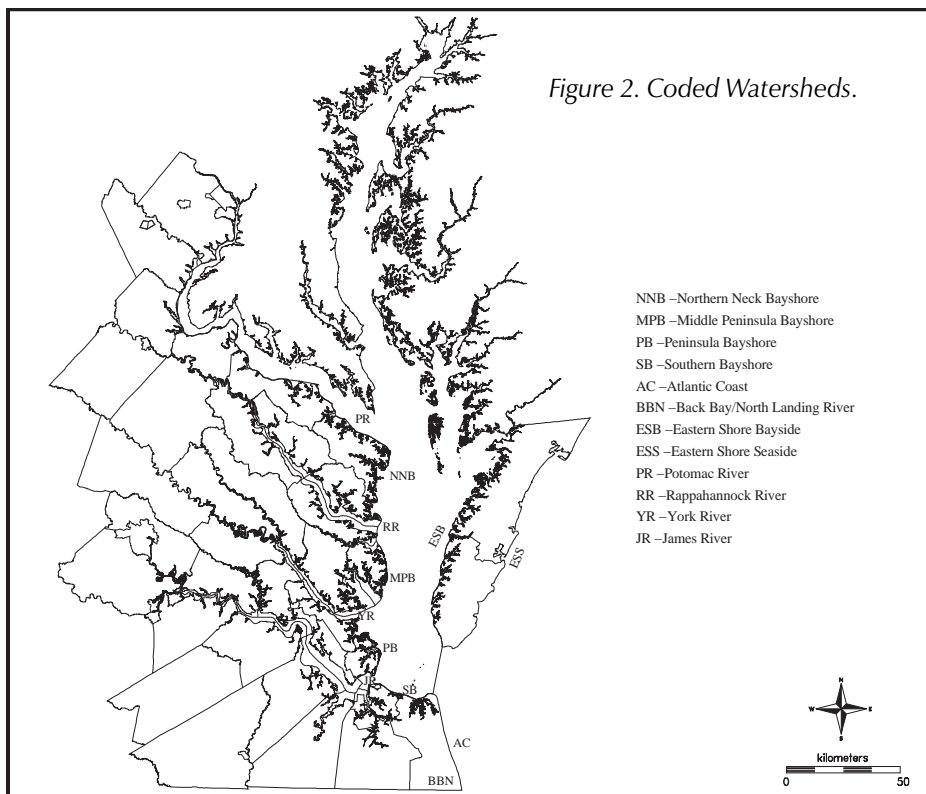 Figure 2. Coded Watersheds.
NNB –Northern Neck Bayshore
MPB –Middle Peninsula Bayshore
PB –Peninsula Bayshore
SB –Southern Bayshore
AC –Atlantic Coast
BBN –Back Bay/North Landing River
ESB –Eastern Shore Bayside
ESS –Eastern Shore Seaside
PR –Potomac River
RR –Rappahannock River
YR –York River
JR –James River
PR
NNB
RR
ESB
ESS
MPB
YR
PB
JR
SB
AC
BBN
N
W
E
S
kilometers
0
50